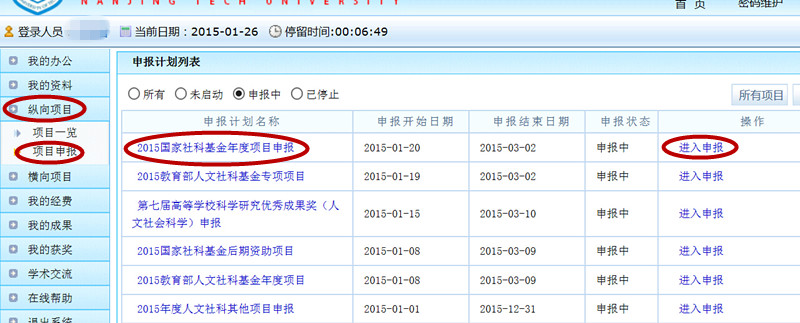 NANJING TECH UNIVERSITY
首 页 密码维护
登录人员 当前日期：2015-01-26 停留时间:00:06:49
我的办公
我的资料
纵向项目
项目一览
项目申报
横向项目
我的经费
我的成果
我的获奖
学术交流
在线帮助
退出系统
申报计划列表
所有 未启动 申报中 已停止
所有项目
申报计划名称 申报开始日期 申报结束日期 申报状态 操作
2015国家社科基金年度项目申报 2015-01-20 2015-03-02 申报中 进入申报
2015教育部人文社科基金专项项目 2015-01-19 2015-03-02 申报中 进入申报
第七届高等学校科学研究优秀成果奖（人
文社会科学）申报 2015-01-15 2015-03-10 申报中 进入申报
2015国家社科基金后期资助项目 2015-01-08 2015-03-09 申报中 进入申报
2015教育部人文社科基金年度项目 2015-01-08 2015-03-09 申报中 进入申报
2015年度人文社科其他项目申报 2015-01-01 2015-12-31 申报中 进入申报